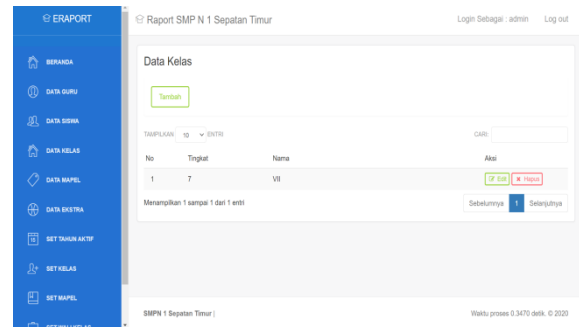 ERAPORT
Raport SMP N 1 Sepatan Timur
Login Sebagai : admin Log out
BERANDA
DATA GURU
DATA SISWA
DATA KELAS
DATA MAPEL
DATA EKSTRA
SET TAHUN AKTIF
SET KELAS
SET MAPEL
Data Kelas
Tambah
TAMPILKAN 10 ENTRI
CARI:
No Tingkat Nama Aksi
1 7 VII Edit Hapus
Menampilkan 1 sampai 1 dari 1 entri
Sebelumnya 1 Selanjutnya
SMPN 1 Sepatan Timur |
Waktu proses 0.3470 detik. © 2020